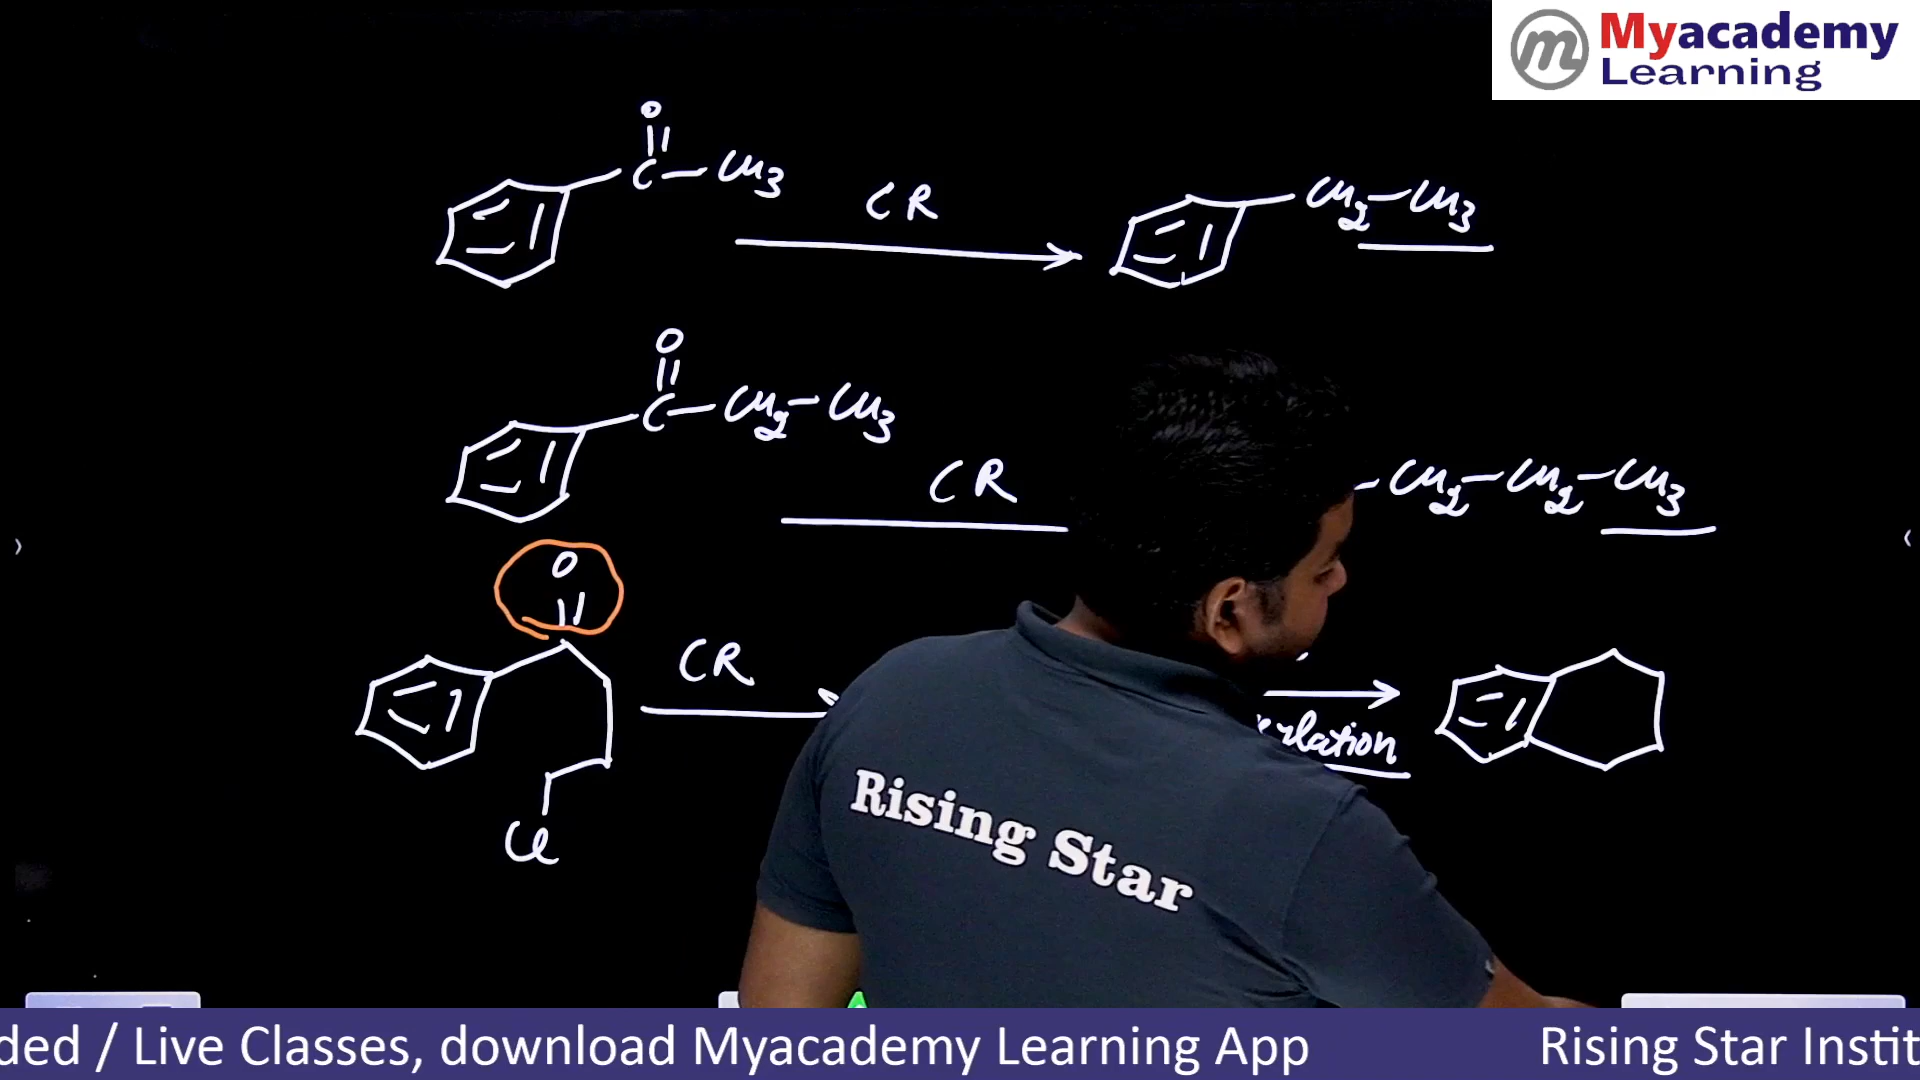 Myacademy
Learning
O
C–CH3
CR
CH2–CH3
O
C–CH2–CH3
CR
–CH2–CH2–CH3
O
CR
Cl
Rising Star
ded / Live Classes, download Myacademy Learning App
Rising Star Instit